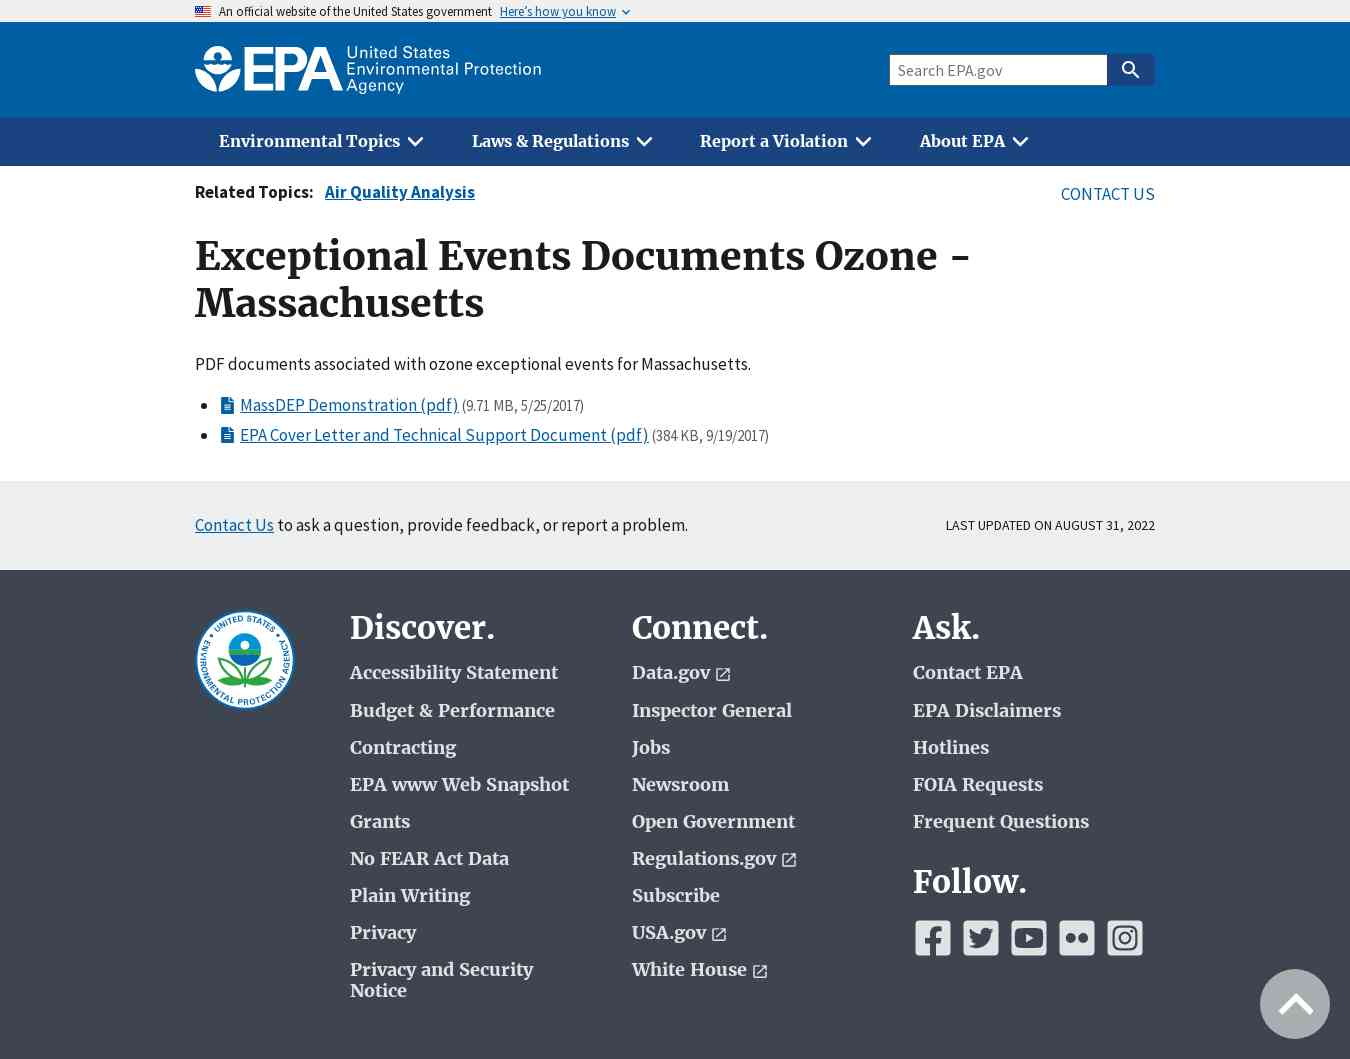 An official website of the United States government Here's how you know
EPA United States
Environmental Protection
Agency
Search EPA.gov
Environmental Topics Laws & Regulations Report a Violation About EPA
Related Topics: Air Quality Analysis CONTACT US
Exceptional Events Documents Ozone -
Massachusetts
PDF documents associated with ozone exceptional events for Massachusetts.
MassDEP Demonstration (pdf) (9.71 MB, 5/25/2017)
EPA Cover Letter and Technical Support Document (pdf) (384 KB, 9/19/2017)
Contact Us to ask a question, provide feedback, or report a problem. LAST UPDATED ON AUGUST 31, 2022
UNITED STATES
ENVIRONMENTAL PROTECTION AGENCY
Discover.
Accessibility Statement
Budget & Performance
Contracting
EPA www Web Snapshot
Grants
No FEAR Act Data
Plain Writing
Privacy
Privacy and Security
Notice
Connect.
Data.gov
Inspector General
Jobs
Newsroom
Open Government
Regulations.gov
Subscribe
USA.gov
White House
Ask.
Contact EPA
EPA Disclaimers
Hotlines
FOIA Requests
Frequent Questions
Follow.